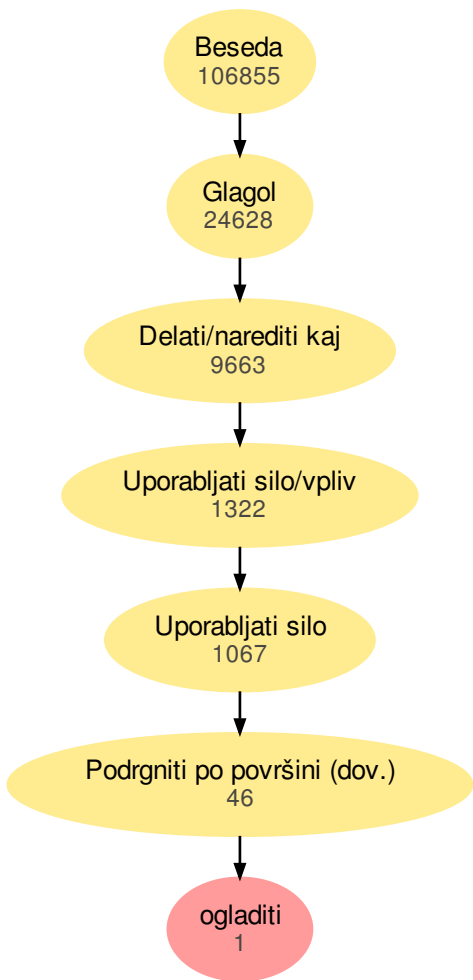 Beseda
106855
Glagol
24628
Delati/narediti kaj
9663
Uporabljati silo/vpliv
1322
Uporabljati silo
1067
Podrgniti po površini (dov.)
46
ogladiti
1